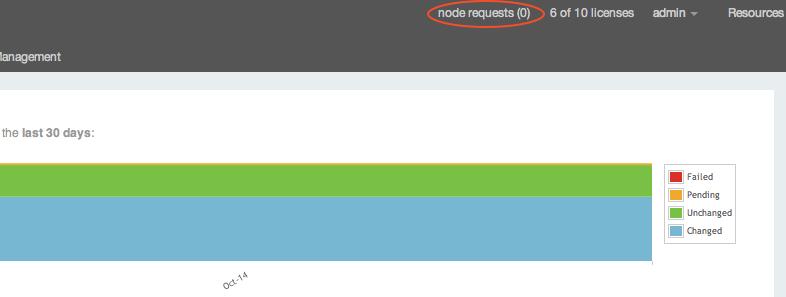 node requests (0) 6 of 10 licenses admin Resources
Management
the last 30 days:
Failed
Pending
Unchanged
Changed
Oct-14